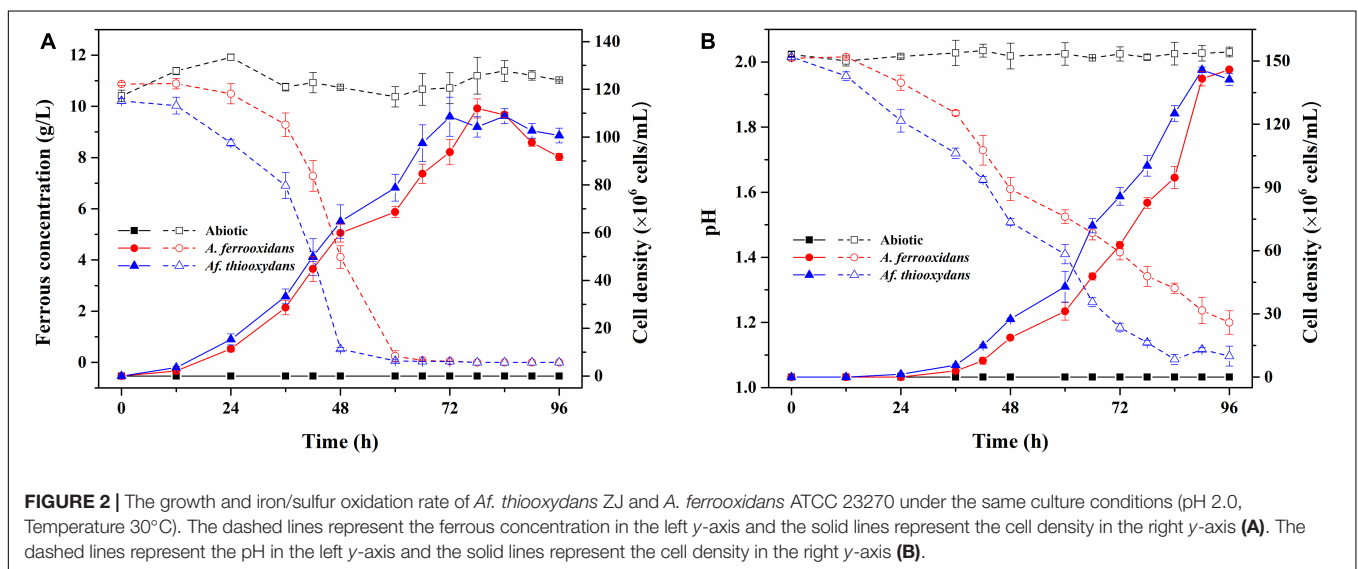 A
12
10
8
6
4
2
0
Ferrous concentration (g/L)
140
120
100
80
60
40
20
0
Cell density (×10⁶ cells/mL)
Abiotic
A. ferrooxidans
Af. thiooxydans
0 24 48 72 96
Time (h)
B
2.0
1.8
1.6
1.4
1.2
1.0
pH
150
120
90
60
30
0
Cell density (×10⁶ cells/mL)
Abiotic
A. ferrooxidans
Af. thiooxydans
0 24 48 72 96
Time (h)
FIGURE 2 | The growth and iron/sulfur oxidation rate of Af. thiooxydans ZJ and A. ferrooxidans ATCC 23270 under the same culture conditions (pH 2.0,
Temperature 30°C). The dashed lines represent the ferrous concentration in the left y-axis and the solid lines represent the cell density in the right y-axis (A). The
dashed lines represent the pH in the left y-axis and the solid lines represent the cell density in the right y-axis (B).